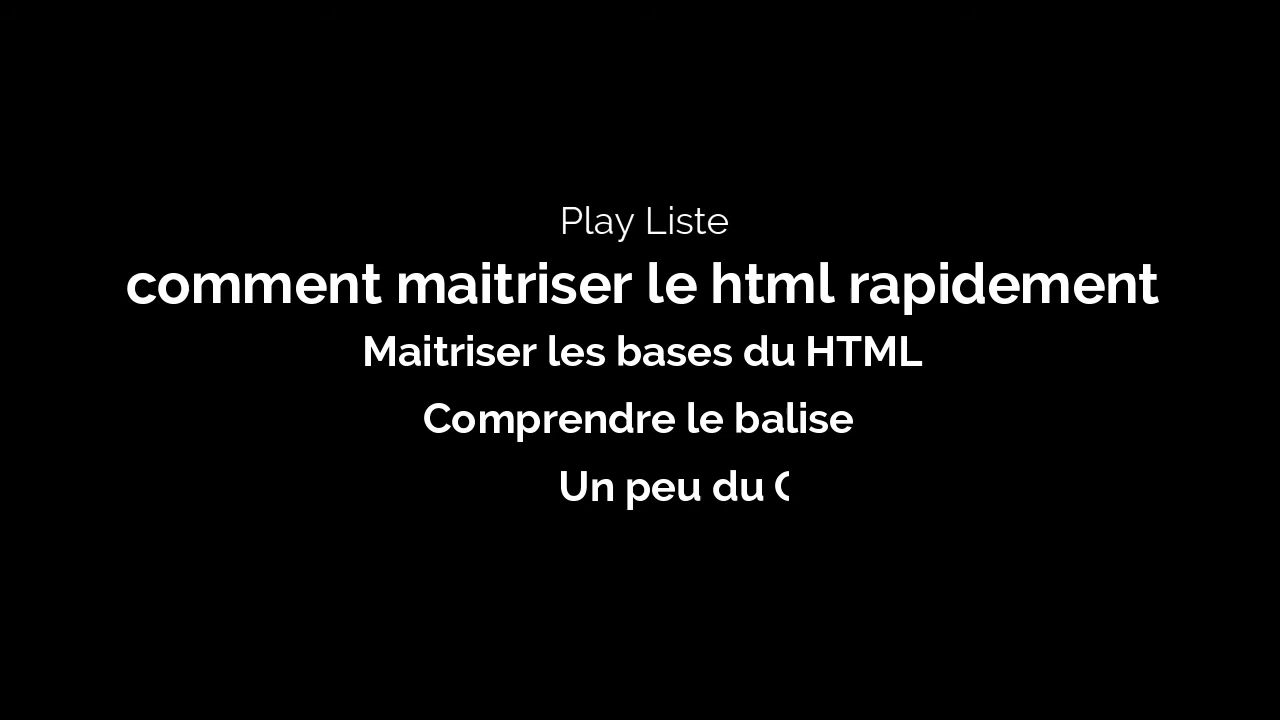 Play Liste
comment maitriser le html rapidement
Maitriser les bases du HTML
Comprendre le balise
Un peu du